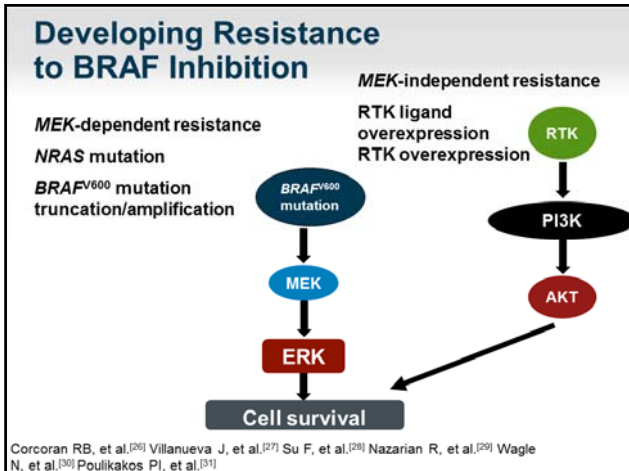 Developing Resistance
to BRAF Inhibition
MEK-independent resistance
RTK ligand
overexpression
RTK overexpression
MEK-dependent resistance
NRAS mutation
BRAFV600 mutation
truncation/amplification
BRAFV600
mutation
MEK
ERK
RTK
PI3K
AKT
Cell survival
Corcoran RB, et al.[26] Villanueva J, et al.[27] Su F, et al.[28] Nazarian R, et al.[29] Wagle
N, et al.[30] Poulikakos PI, et al.[31]